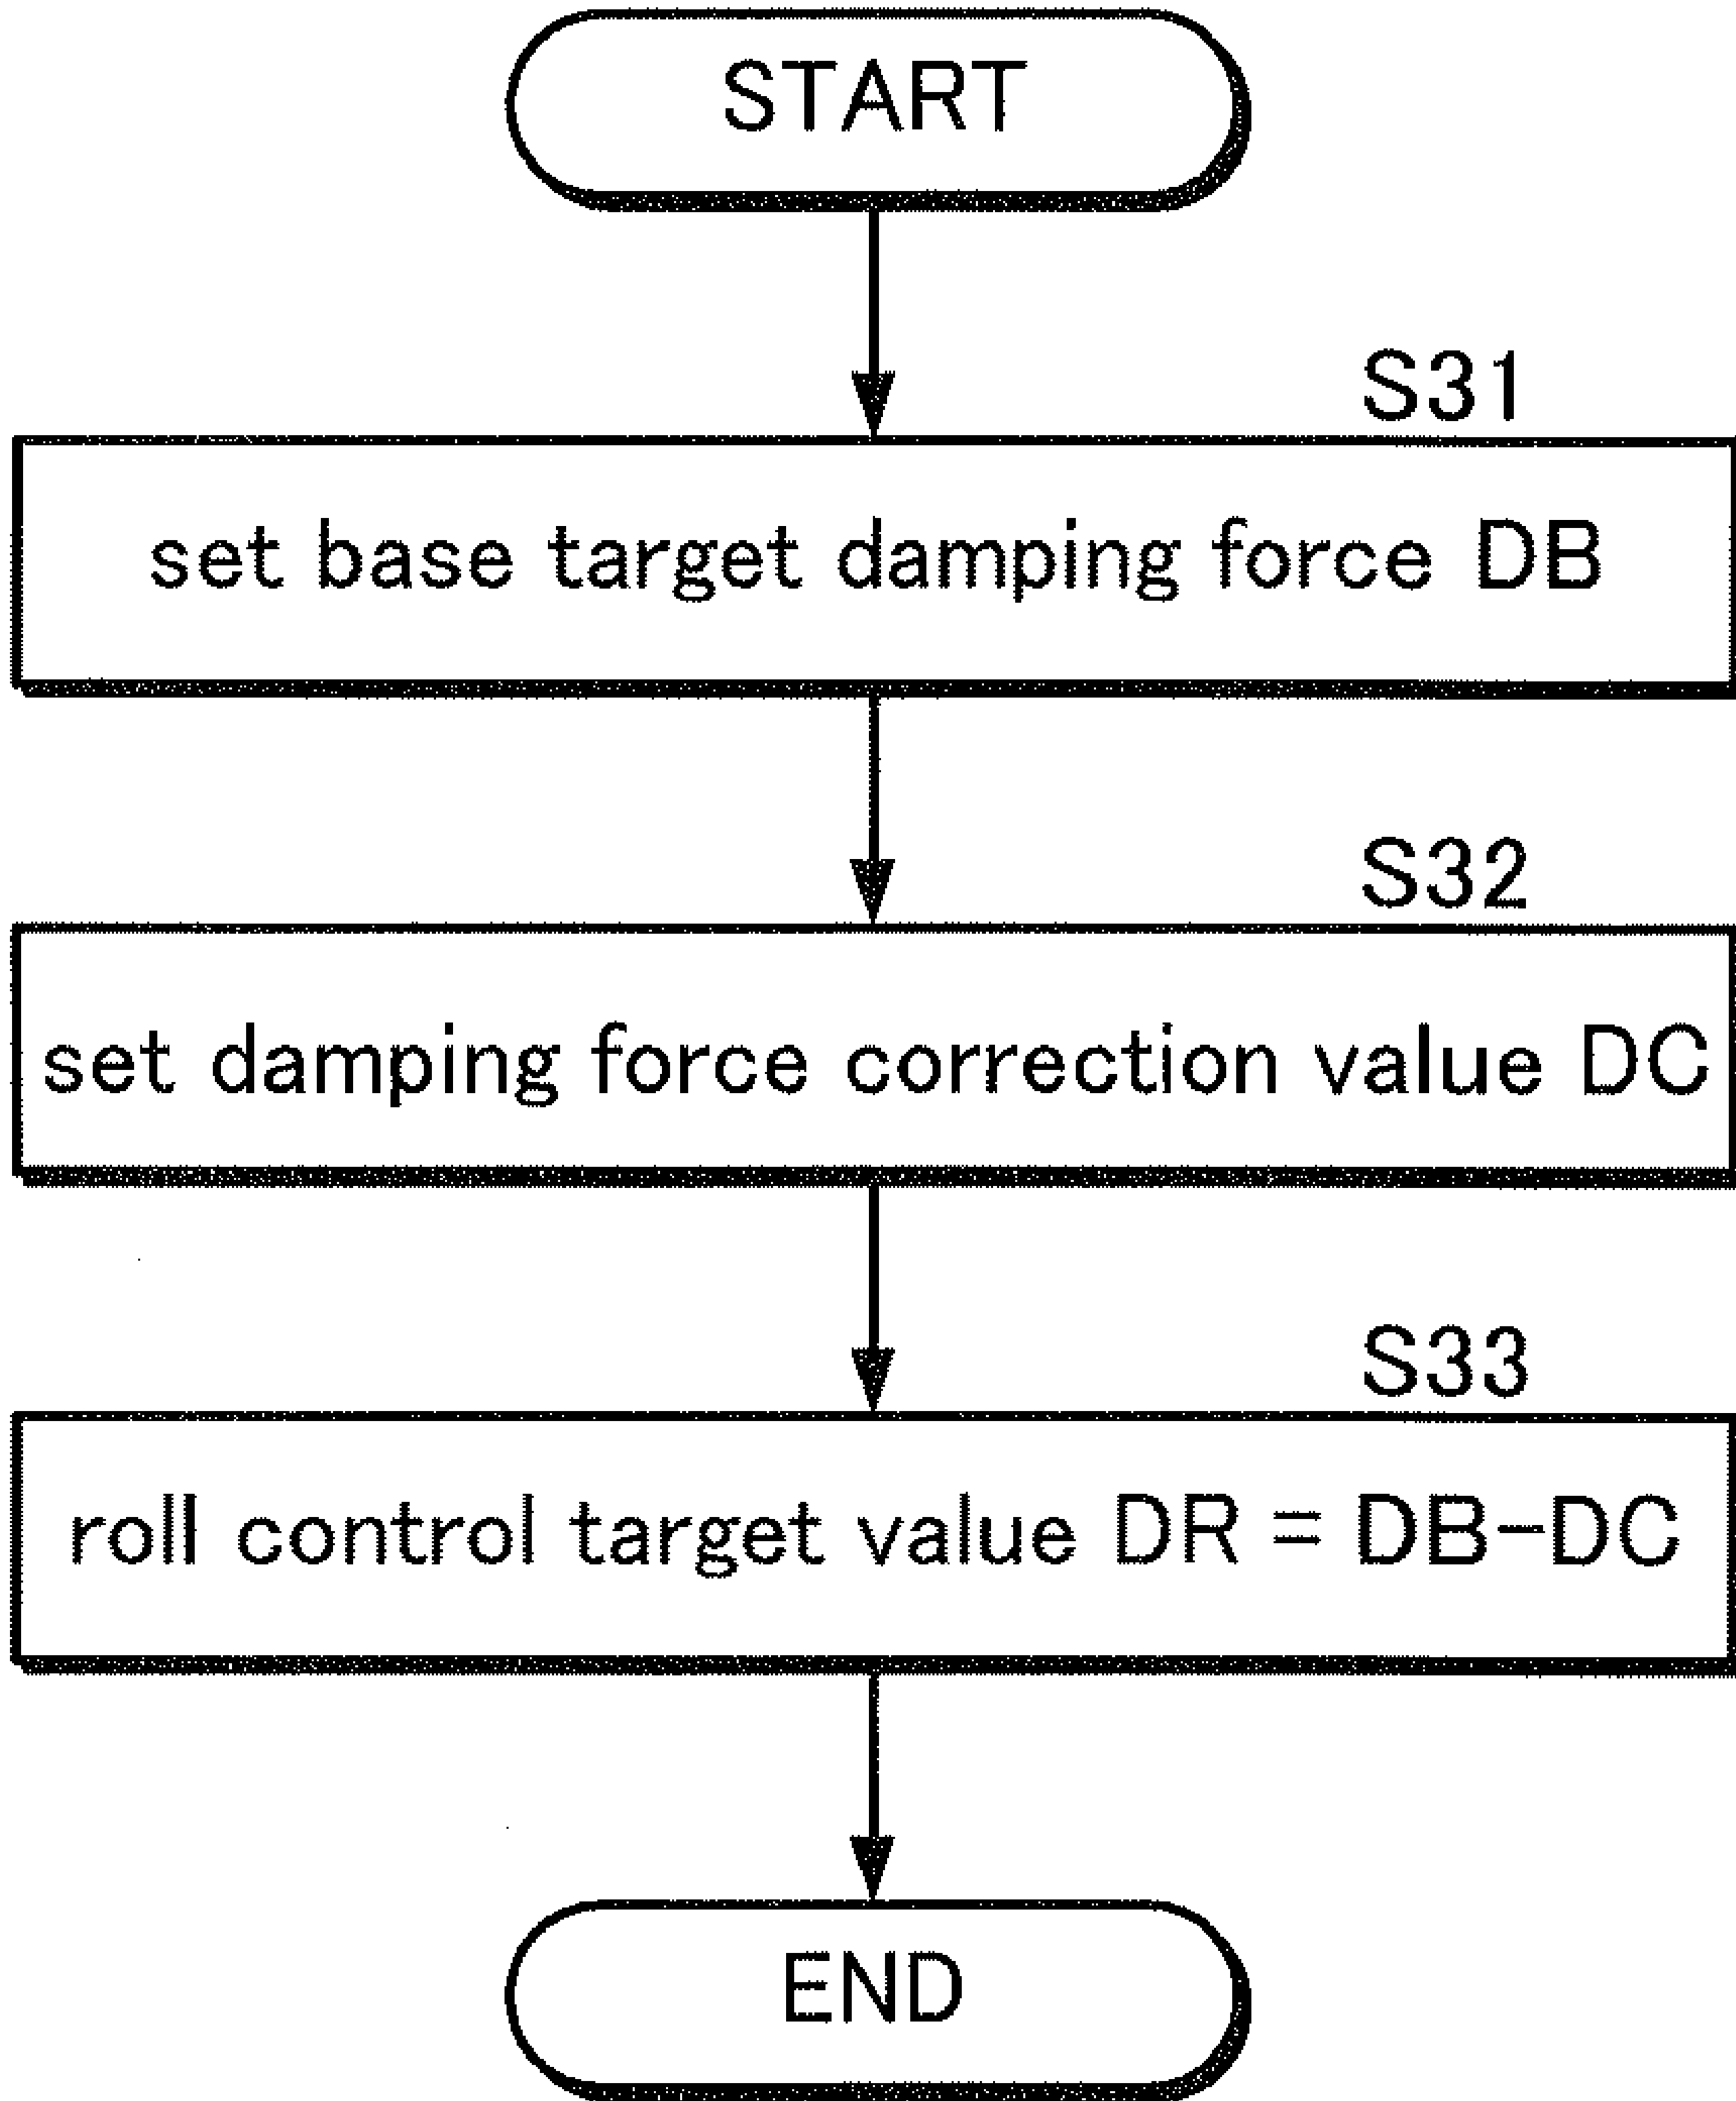 START
S31
set base target damping force DB
S32
set damping force correction value DC
S33
roll control target value DR = DB-DC
END